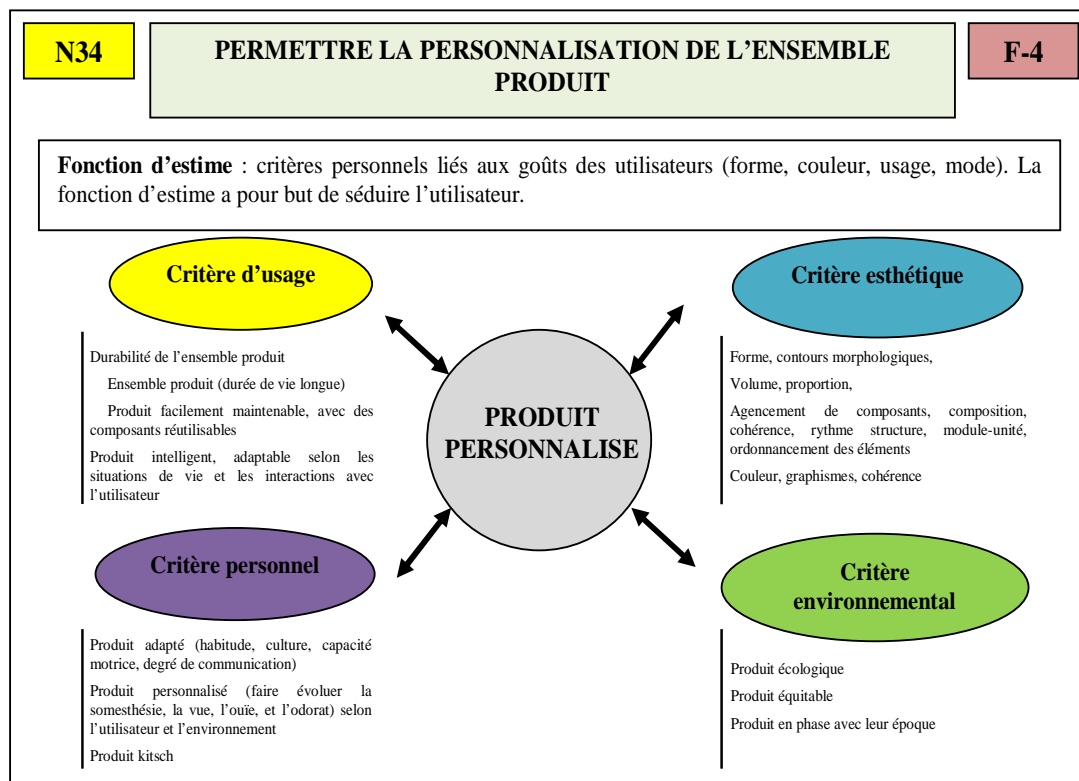 N34
PERMETTRE LA PERSONNALISATION DE L'ENSEMBLE
PRODUIT
F-4
Fonction d'estime : critères personnels liés aux goûts des utilisateurs (forme, couleur, usage, mode). La
fonction d'estime a pour but de séduire l'utilisateur.
Critère d'usage
Durabilité de l'ensemble produit
Ensemble produit (durée de vie longue)
Produit facilement maintenable, avec des
composants réutilisables
Produit intelligent, adaptable selon les
situations de vie et les interactions avec
l'utilisateur
Critère esthétique
Forme, contours morphologiques,
Volume, proportion,
Agencement de composants, composition,
cohérence, rythme structure, module-unité,
ordonnancement des éléments
Couleur, graphismes, cohérence
PRODUIT
PERSONNALISE
Critère personnel
Produit adapté (habitude, culture, capacité
motrice, degré de communication)
Produit personnalisé (faire évoluer la
somesthésie, la vue, l'ouïe, et l'odorat) selon
l'utilisateur et l'environnement
Produit kitsch
Critère
environnemental
Produit écologique
Produit équitable
Produit en phase avec leur époque